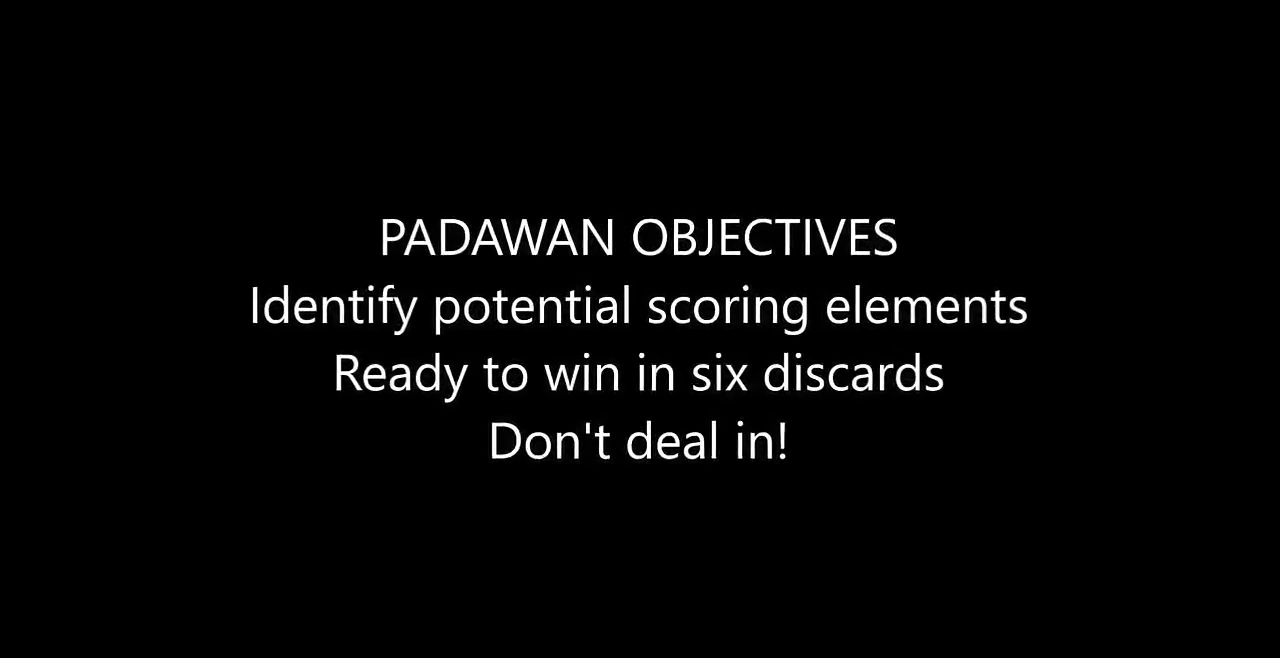 PADAWAN OBJECTIVES
Identify potential scoring elements
Ready to win in six discards
Don't deal in!